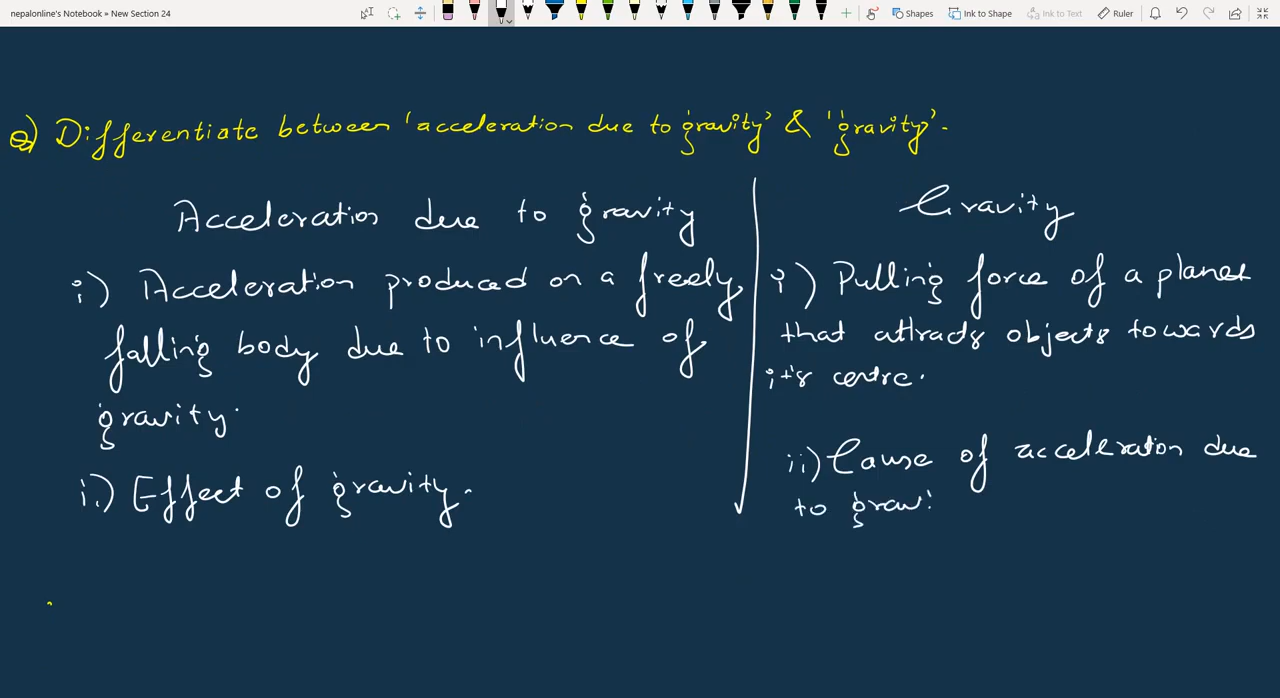 nepalonline's Notebook » New Section 24
Shapes Ink to Shape Ink to Text Ruler
Q) Differentiate between 'acceleration due to gravity' & 'gravity'.
Acceleration due to gravity
i) Acceleration produced on a freely
falling body due to influence of
gravity.
ii) Effect of gravity.
Gravity
i) Pulling force of a planet
that attracts objects towards
it's centre.
ii) Cause of acceleration due
to gravi